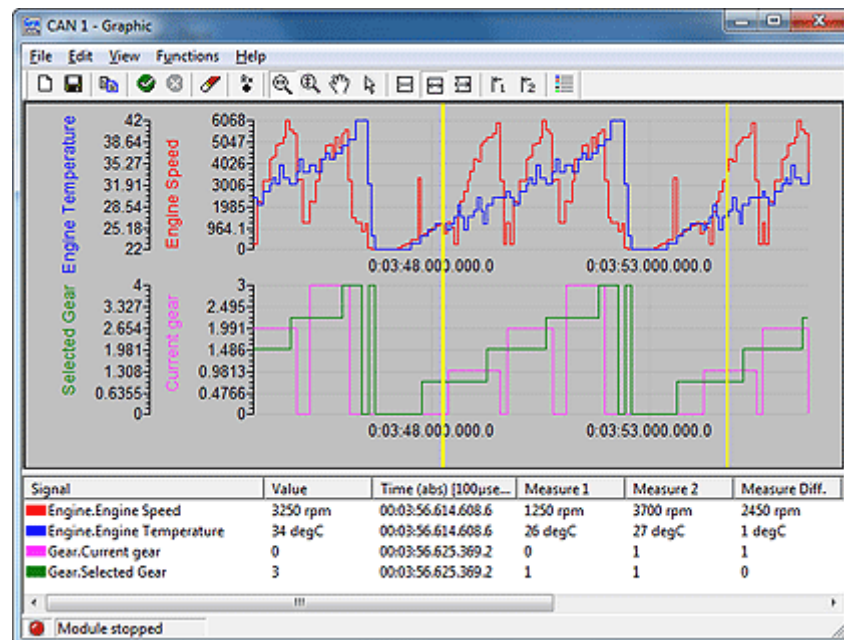 CAN 1 - Graphic
File Edit View Functions Help
Engine Temperature
42
38.64
35.27
31.91
28.54
25.18
22
Engine Speed
6068
5047
4026
3006
1985
964.1
0
0:03:48.000.000.0 0:03:53.000.000.0
Selected Gear
4
3.327
2.654
1.981
1.308
0.6355
0
Current gear
3
2.495
1.991
1.486
0.9813
0.4766
0
0:03:48.000.000.0 0:03:53.000.000.0
Signal Value Time (abs) [100µse... Measure 1 Measure 2 Measure Diff.
Engine.Engine Speed 3250 rpm 00:03:56.614.608.6 1250 rpm 3700 rpm 2450 rpm
Engine.Engine Temperature 34 degC 00:03:56.614.608.6 26 degC 27 degC 1 degC
Gear.Current gear 0 00:03:56.625.369.2 0 1 1
Gear.Selected Gear 3 00:03:56.625.369.2 1 1 0
Module stopped